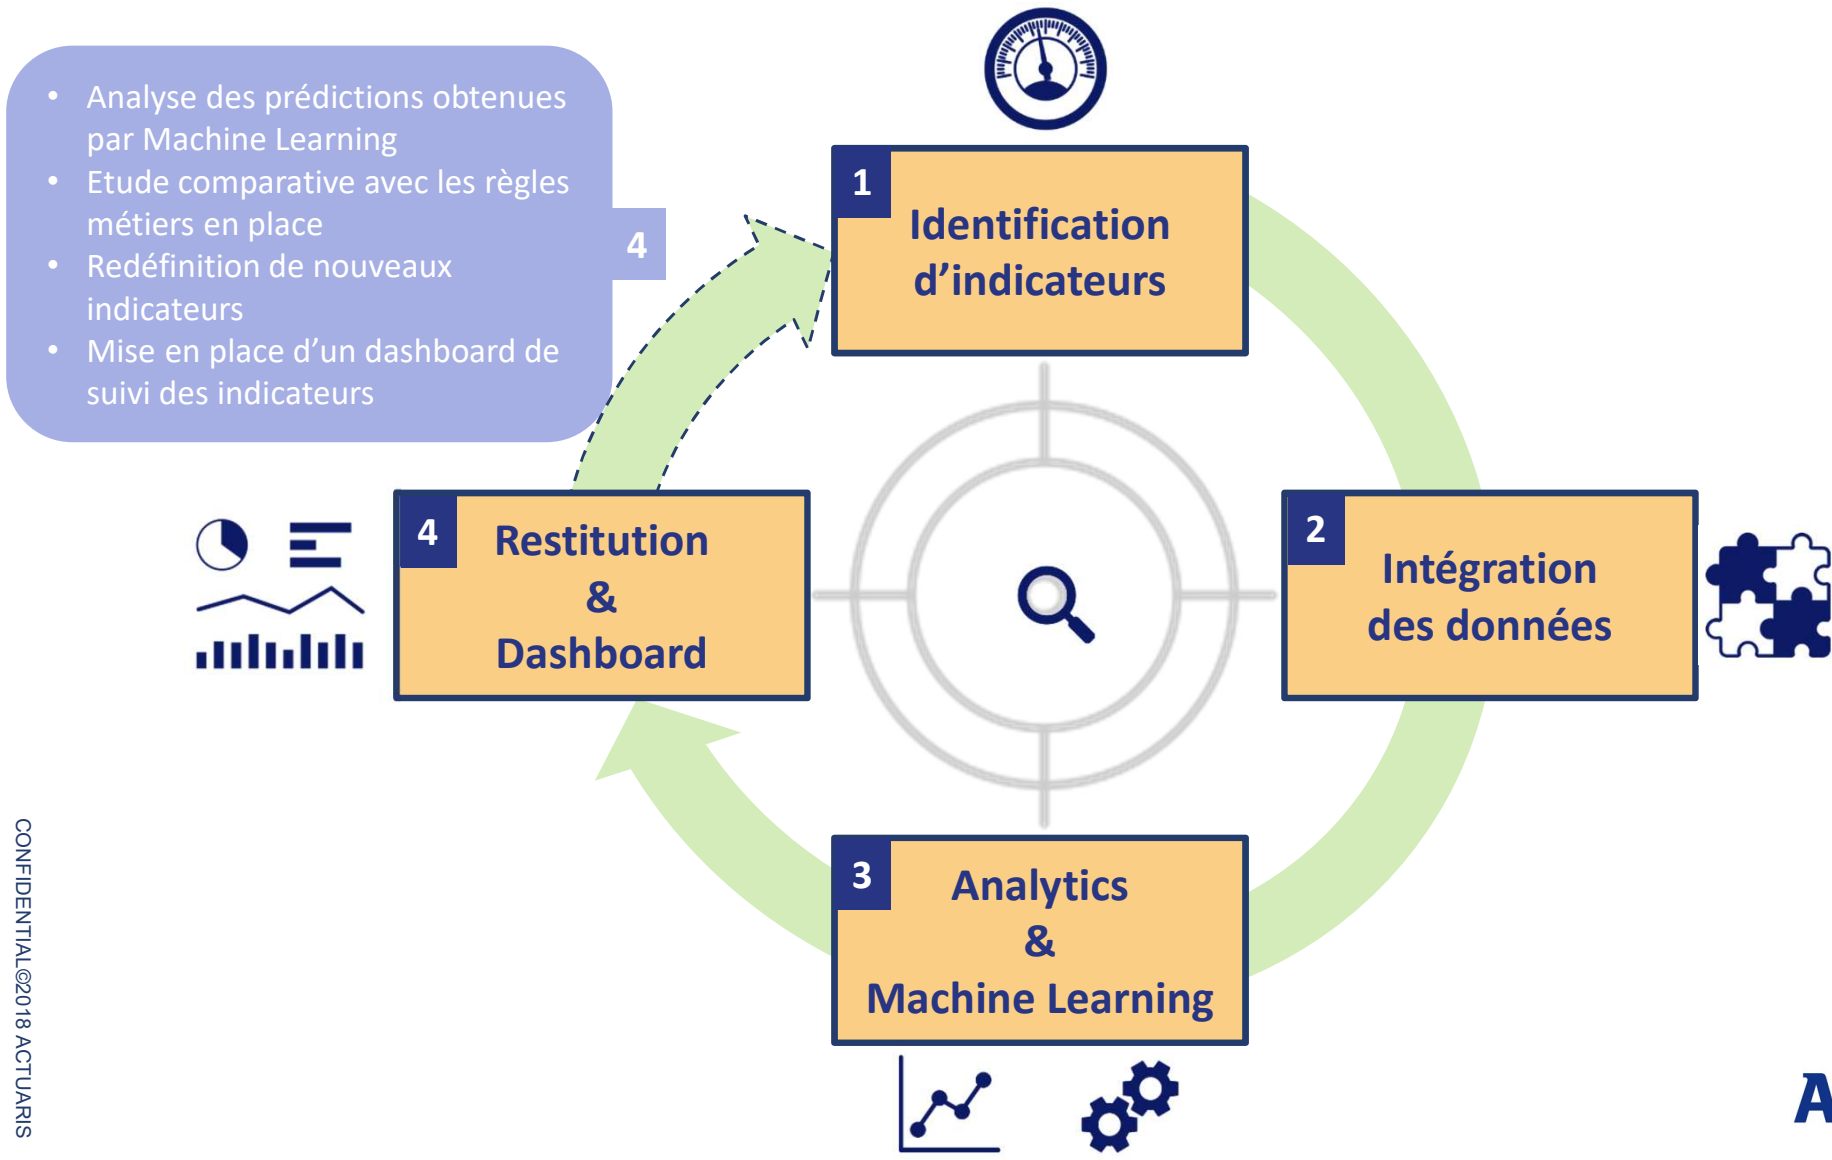 • Analyse des prédictions obtenues
par Machine Learning
• Etude comparative avec les règles
métiers en place
• Redéfinition de nouveaux
indicateurs
• Mise en place d’un dashboard de
suivi des indicateurs
4
1
Identification
d’indicateurs
2
Intégration
des données
3
Analytics
&
Machine Learning
4
Restitution
&
Dashboard
CONFIDENTIAL©2018 ACTUARIS
A